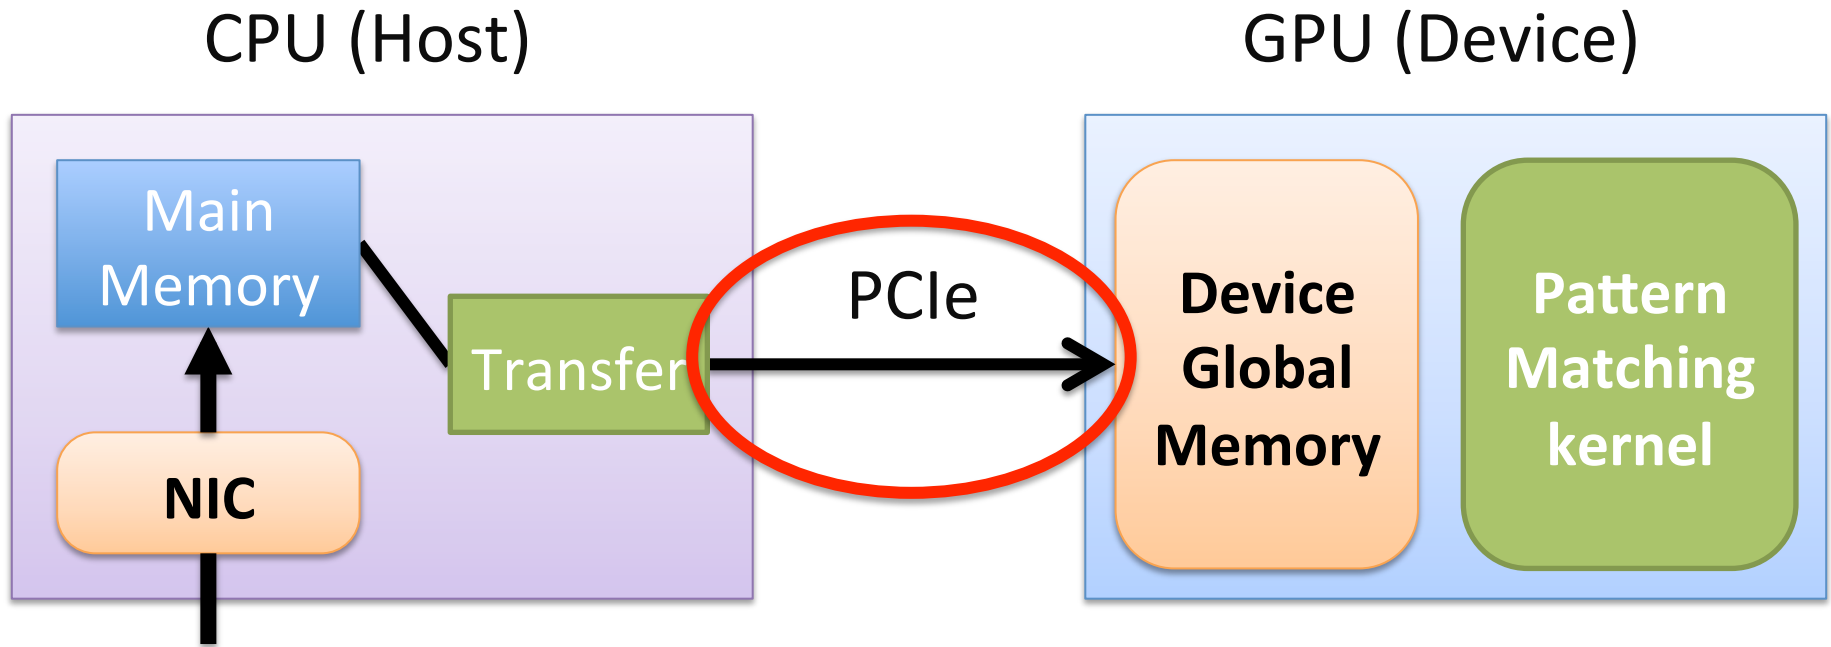 CPU (Host)
GPU (Device)
Main
Memory
NIC
Transfer
PCIe
Device
Global
Memory
Pattern
Matching
kernel